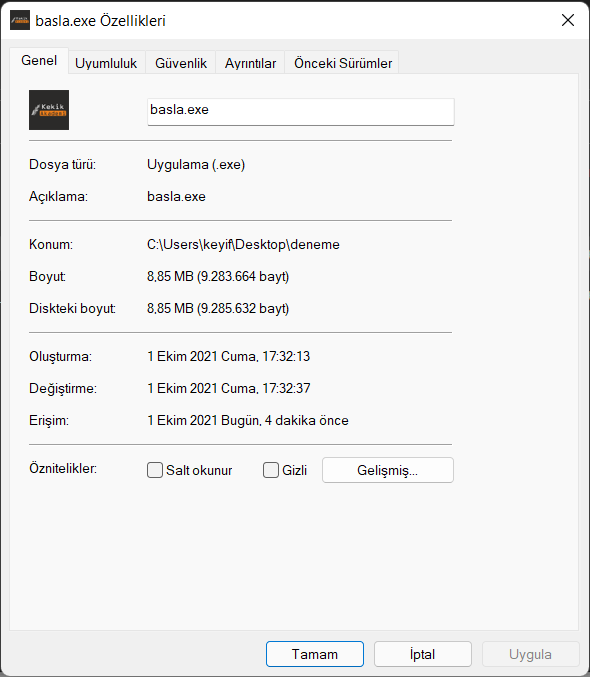 basla.exe Özellikleri
Genel Uyumluluk Güvenlik Ayrıntılar Önceki Sürümler
Kekik
Akademi
basla.exe
Dosya türü: Uygulama (.exe)
Açıklama: basla.exe
Konum: C:\Users\keyif\Desktop\deneme
Boyut: 8,85 MB (9.283.664 bayt)
Diskteki boyut: 8,85 MB (9.285.632 bayt)
Oluşturma: 1 Ekim 2021 Cuma, 17:32:13
Değiştirme: 1 Ekim 2021 Cuma, 17:32:37
Erişim: 1 Ekim 2021 Bugün, 4 dakika önce
Öznitelikler: Salt okunur Gizli Gelişmiş...
Tamam İptal Uygula